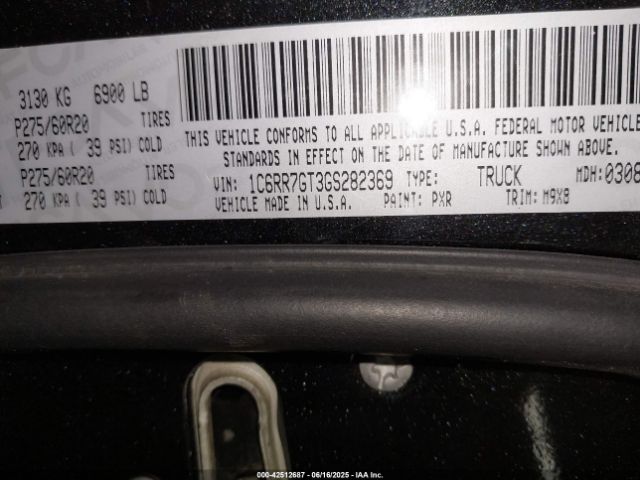 3130 KG 6900 LB
P275/60R20 TIRES
270 KPA ( 39 PSI) COLD
P275/60R20 TIRES
270 KPA ( 39 PSI) COLD
THIS VEHICLE CONFORMS TO ALL APPLICABLE U.S.A. FEDERAL MOTOR VEHICLE
STANDARDS IN EFFECT ON THE DATE OF MANUFACTURE SHOWN ABOVE.
VIN: 1C6RR7GT3GS282369 TYPE: TRUCK MDH: 0308
VEHICLE MADE IN U.S.A. PAINT: PXR TRIM: M9X8
000-42512687 - 06/16/2025 - IAA Inc.